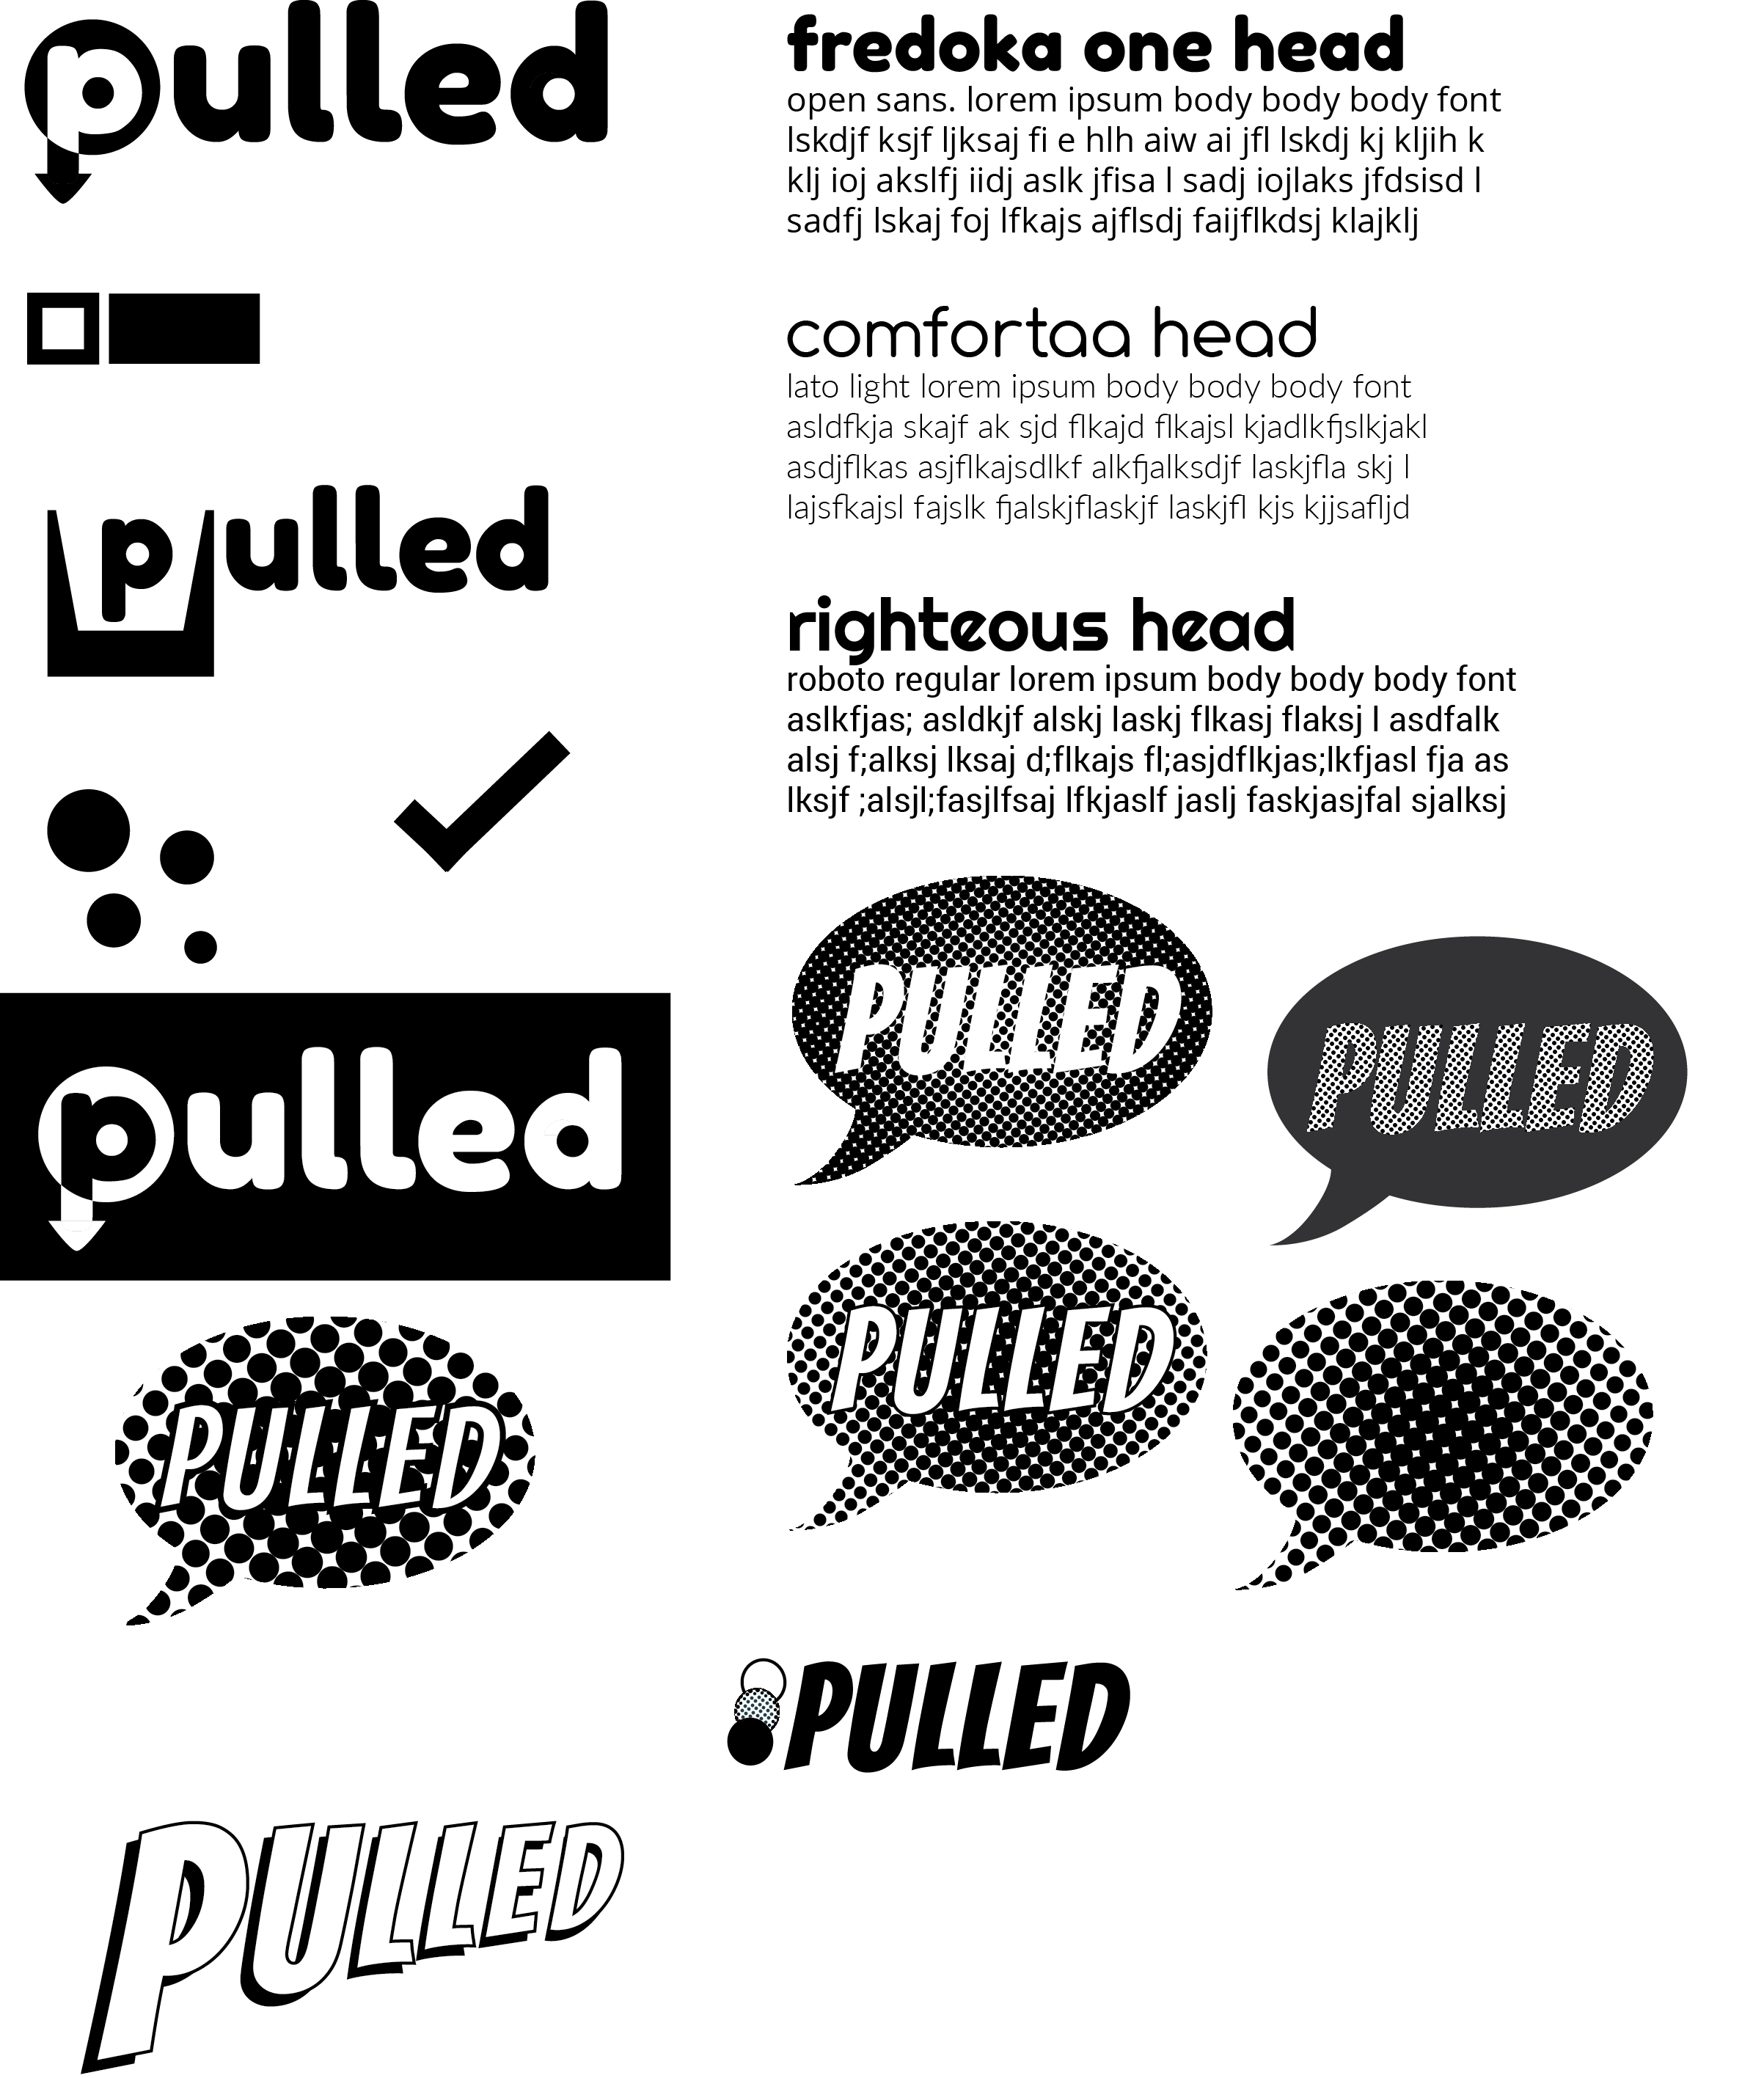 pulled
fredoka one head
open sans. lorem ipsum body body body font
lskdjf ksjf ljksaj fi e hlh aiw ai jfl lskdj kj kljih k
klj ioj akslfj iidj aslk jfisa l sadj iojlaks jfdsisd l
sadfj lskaj foj lfkajs ajflsdj faijflkdsj klajklj
comfortaa head
lato light lorem ipsum body body body font
asldfkja skajf ak sjd flkajd flkajsl kjadlkfjslkjakl
asdjflkas asjflkajsdlkf alkfjalksdjf laskjfla skj l
lajsfkajsl fajslk fjalskjflaskjf laskjfl kjs kjjsafljd
pulled
righteous head
roboto regular lorem ipsum body body body font
aslkfjas; asldkjf alskj laskj flkasj flaksj l asdfalk
alsj f;alksj lksaj d;flkajs fl;asjdflkjas;lkfjasl fja as
lksjf ;alsjl;fasjlfsaj lfkjaslf jaslj faskjasjfal sjalksj
PULLED
PULLED
pulled
PULLED
PULLED
PULLED
PULLED